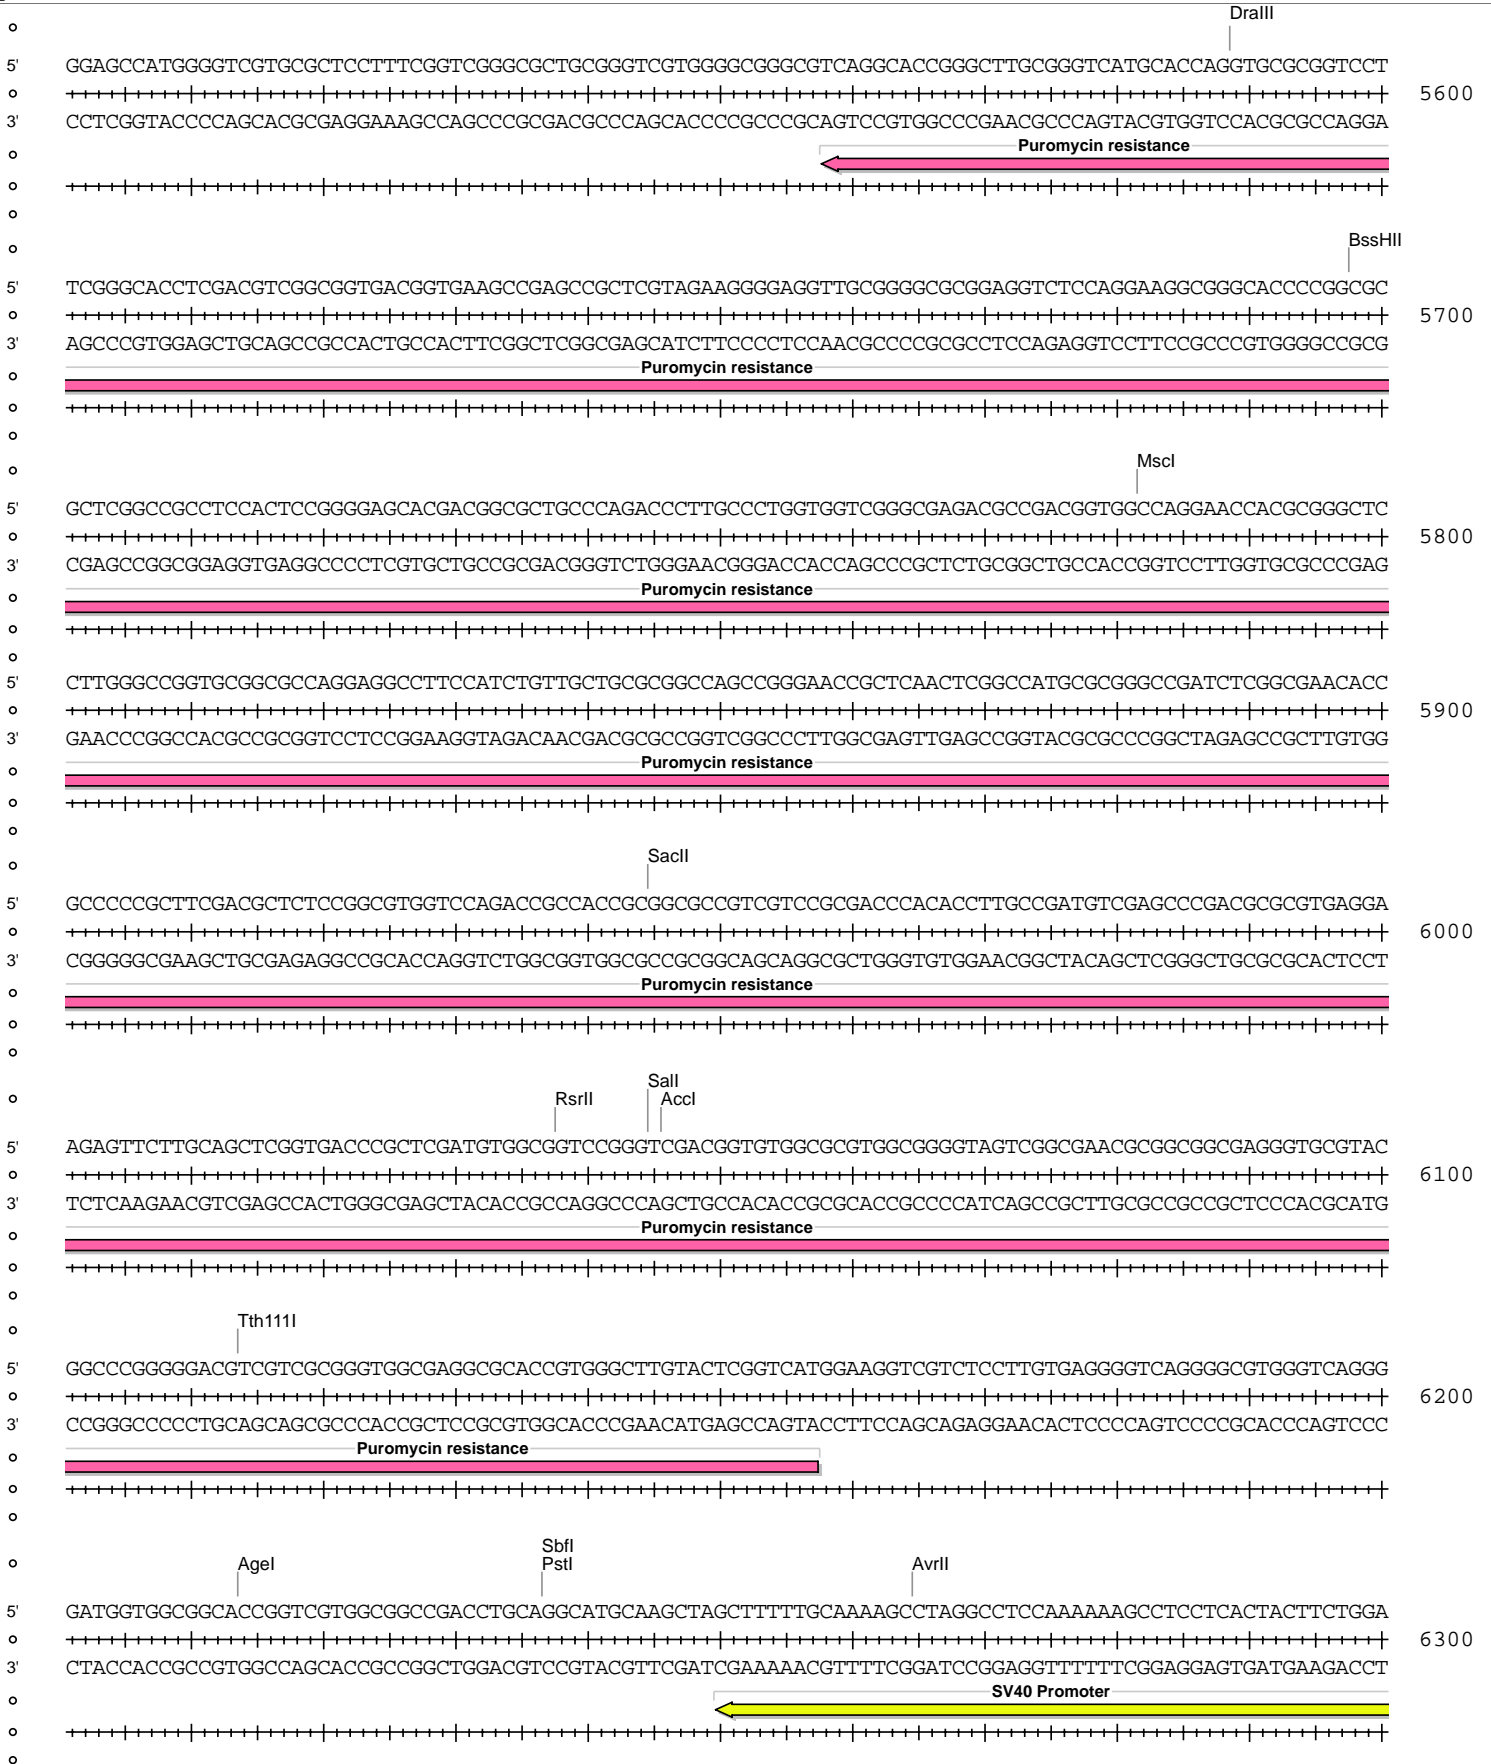 DraIII
5' GGAGCCATGGGGTCGTGCGCTCCTTTCGGTCGGGCGCTGCGGGTCGTGGGGCGGGCGTCAGGCACCGGGCTTGCGGGTCATGCACCAGGTGCGCGGTCCT
5600
3' CCTCGGTACCCCAGCACGCGAGGAAAGCCAGCCCGCGACGCCCAGCACCCCGCCCGCAGTCCGTGGCCCGAACGCCCAGTACGTGGTCCACGCGCCAGGA
Puromycin resistance
BssHII
5' TCGGGCACCTCGACGTCGGCGGTGACGGTGAAGCCGAGCCGCTCGTAGAAGGGGAGGTTGCGGGGCGCGGAGGTCTCCAGGAAGGCGGGCACCCCGGCGC
5700
3' AGCCCGTGGAGCTGCAGCCGCCACTGCCACTTCGGCTCGGCGAGCATCTTCCCCTCCAACGCCCCGCGCCTCCAGAGGTCCTTCCGCCCGTGGGGCCGCG
Puromycin resistance
MscI
5' GCTCGGCCGCCTCCACTCCGGGGAGCACGACGGCGCTGCCCAGACCCTTGCCCTGGTGGTCGGGCGAGACGCCGACGGTGGCCAGGAACCACGCGGGCTC
5800
3' CGAGCCGGCGGAGGTGAGGCCCCTCGTGCTGCCGCGACGGGTCTGGGAACGGGACCACCAGCCCGCTCTGCGGCTGCCACCGGTCCTTGGTGCGCCCGAG
Puromycin resistance
5' CTTGGGCCGGTGCGGCGCCAGGAGGCCTTCCATCTGTTGCTGCGCGGCCAGCCGGGAACCGCTCAACTCGGCCATGCGCGGGCCGATCTCGGCGAACACC
5900
3' GAACCCGGCCACGCCGCGGTCCTCCGGAAGGTAGACAACGACGCGCCGGTCGGCCCTTGGCGAGTTGAGCCGGTACGCGCCCGGCTAGAGCCGCTTGTGG
Puromycin resistance
SacII
5' GCCCCCGCTTCGACGCTCTCCGGCGTGGTCCAGACCGCCACCGCGGCGCCGTCGTCCGCGACCCACACCTTGCCGATGTCGAGCCCGACGCGCGTGAGGA
6000
3' CGGGGGCGAAGCTGCGAGAGGCCGCACCAGGTCTGGCGGTGGCGCCGCGGCAGCAGGCGCTGGGTGTGGAACGGCTACAGCTCGGGCTGCGCGCACTCCT
Puromycin resistance
SalI
RsrII AccI
5' AGAGTTCTTGCAGCTCGGTGACCCGCTCGATGTGGCGGTCCGGGTCGACGGTGTGGCGCGTGGCGGGGTAGTCGGCGAACGCGGCGGCGAGGGTGCGTAC
6100
3' TCTCAAGAACGTCGAGCCACTGGGCGAGCTACACCGCCAGGCCCAGCTGCCACACCGCGCACCGCCCCATCAGCCGCTTGCGCCGCCGCTCCCACGCATG
Puromycin resistance
Tth111I
5' GGCCCGGGGGACGTCGTCGCGGGTGGCGAGGCGCACCGTGGGCTTGTACTCGGTCATGGAAGGTCGTCTCCTTGTGAGGGGTCAGGGGCGTGGGTCAGGG
6200
3' CCGGGCCCCCTGCAGCAGCGCCCACCGCTCCGCGTGGCACCCGAACATGAGCCAGTACCTTCCAGCAGAGGAACACTCCCCAGTCCCCGCACCCAGTCCC
Puromycin resistance
SbfI
AgeI PstI AvrII
5' GATGGTGGCGGCACCGGTCGTGGCGGCCGACCTGCAGGCATGCAAGCTAGCTTTTTGCAAAAGCCTAGGCCTCCAAAAAAGCCTCCTCACTACTTCTGGA
6300
3' CTACCACCGCCGTGGCCAGCACCGCCGGCTGGACGTCCGTACGTTCGATCGAAAAACGTTTTCGGATCCGGAGGTTTTTTCGGAGGAGTGATGAAGACCT
SV40 Promoter